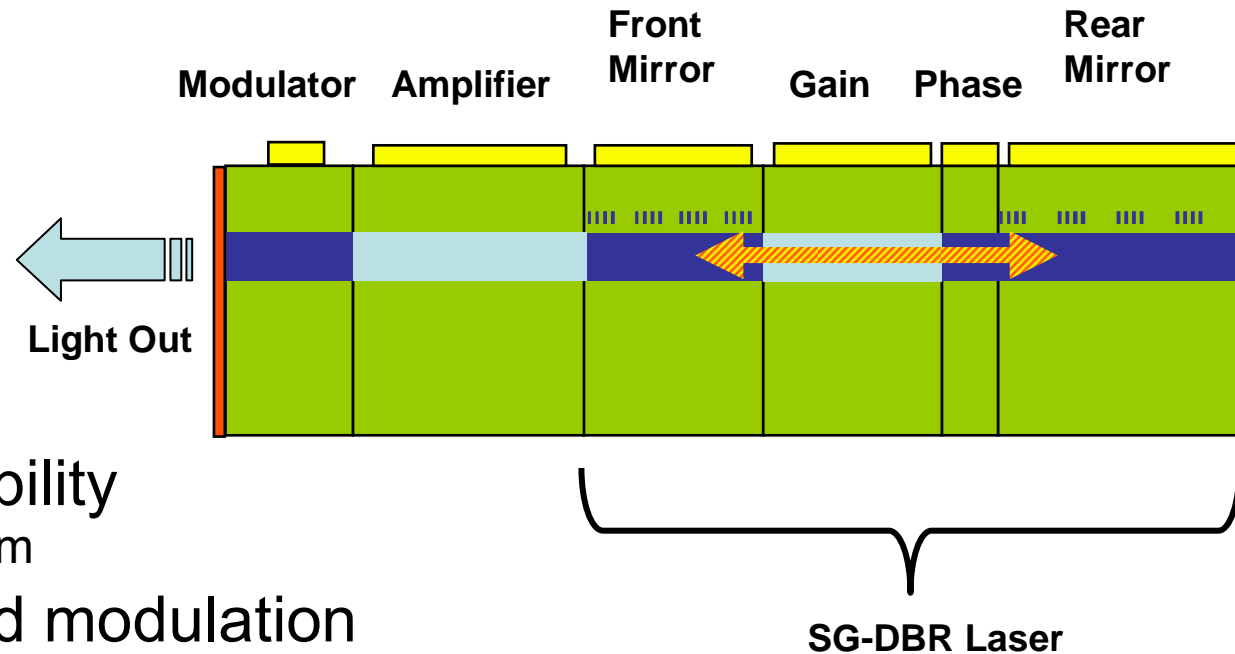 Front
Mirror
Rear
Mirror
Modulator Amplifier Gain Phase
Light Out
bility
m
d modulation
SG-DBR Laser